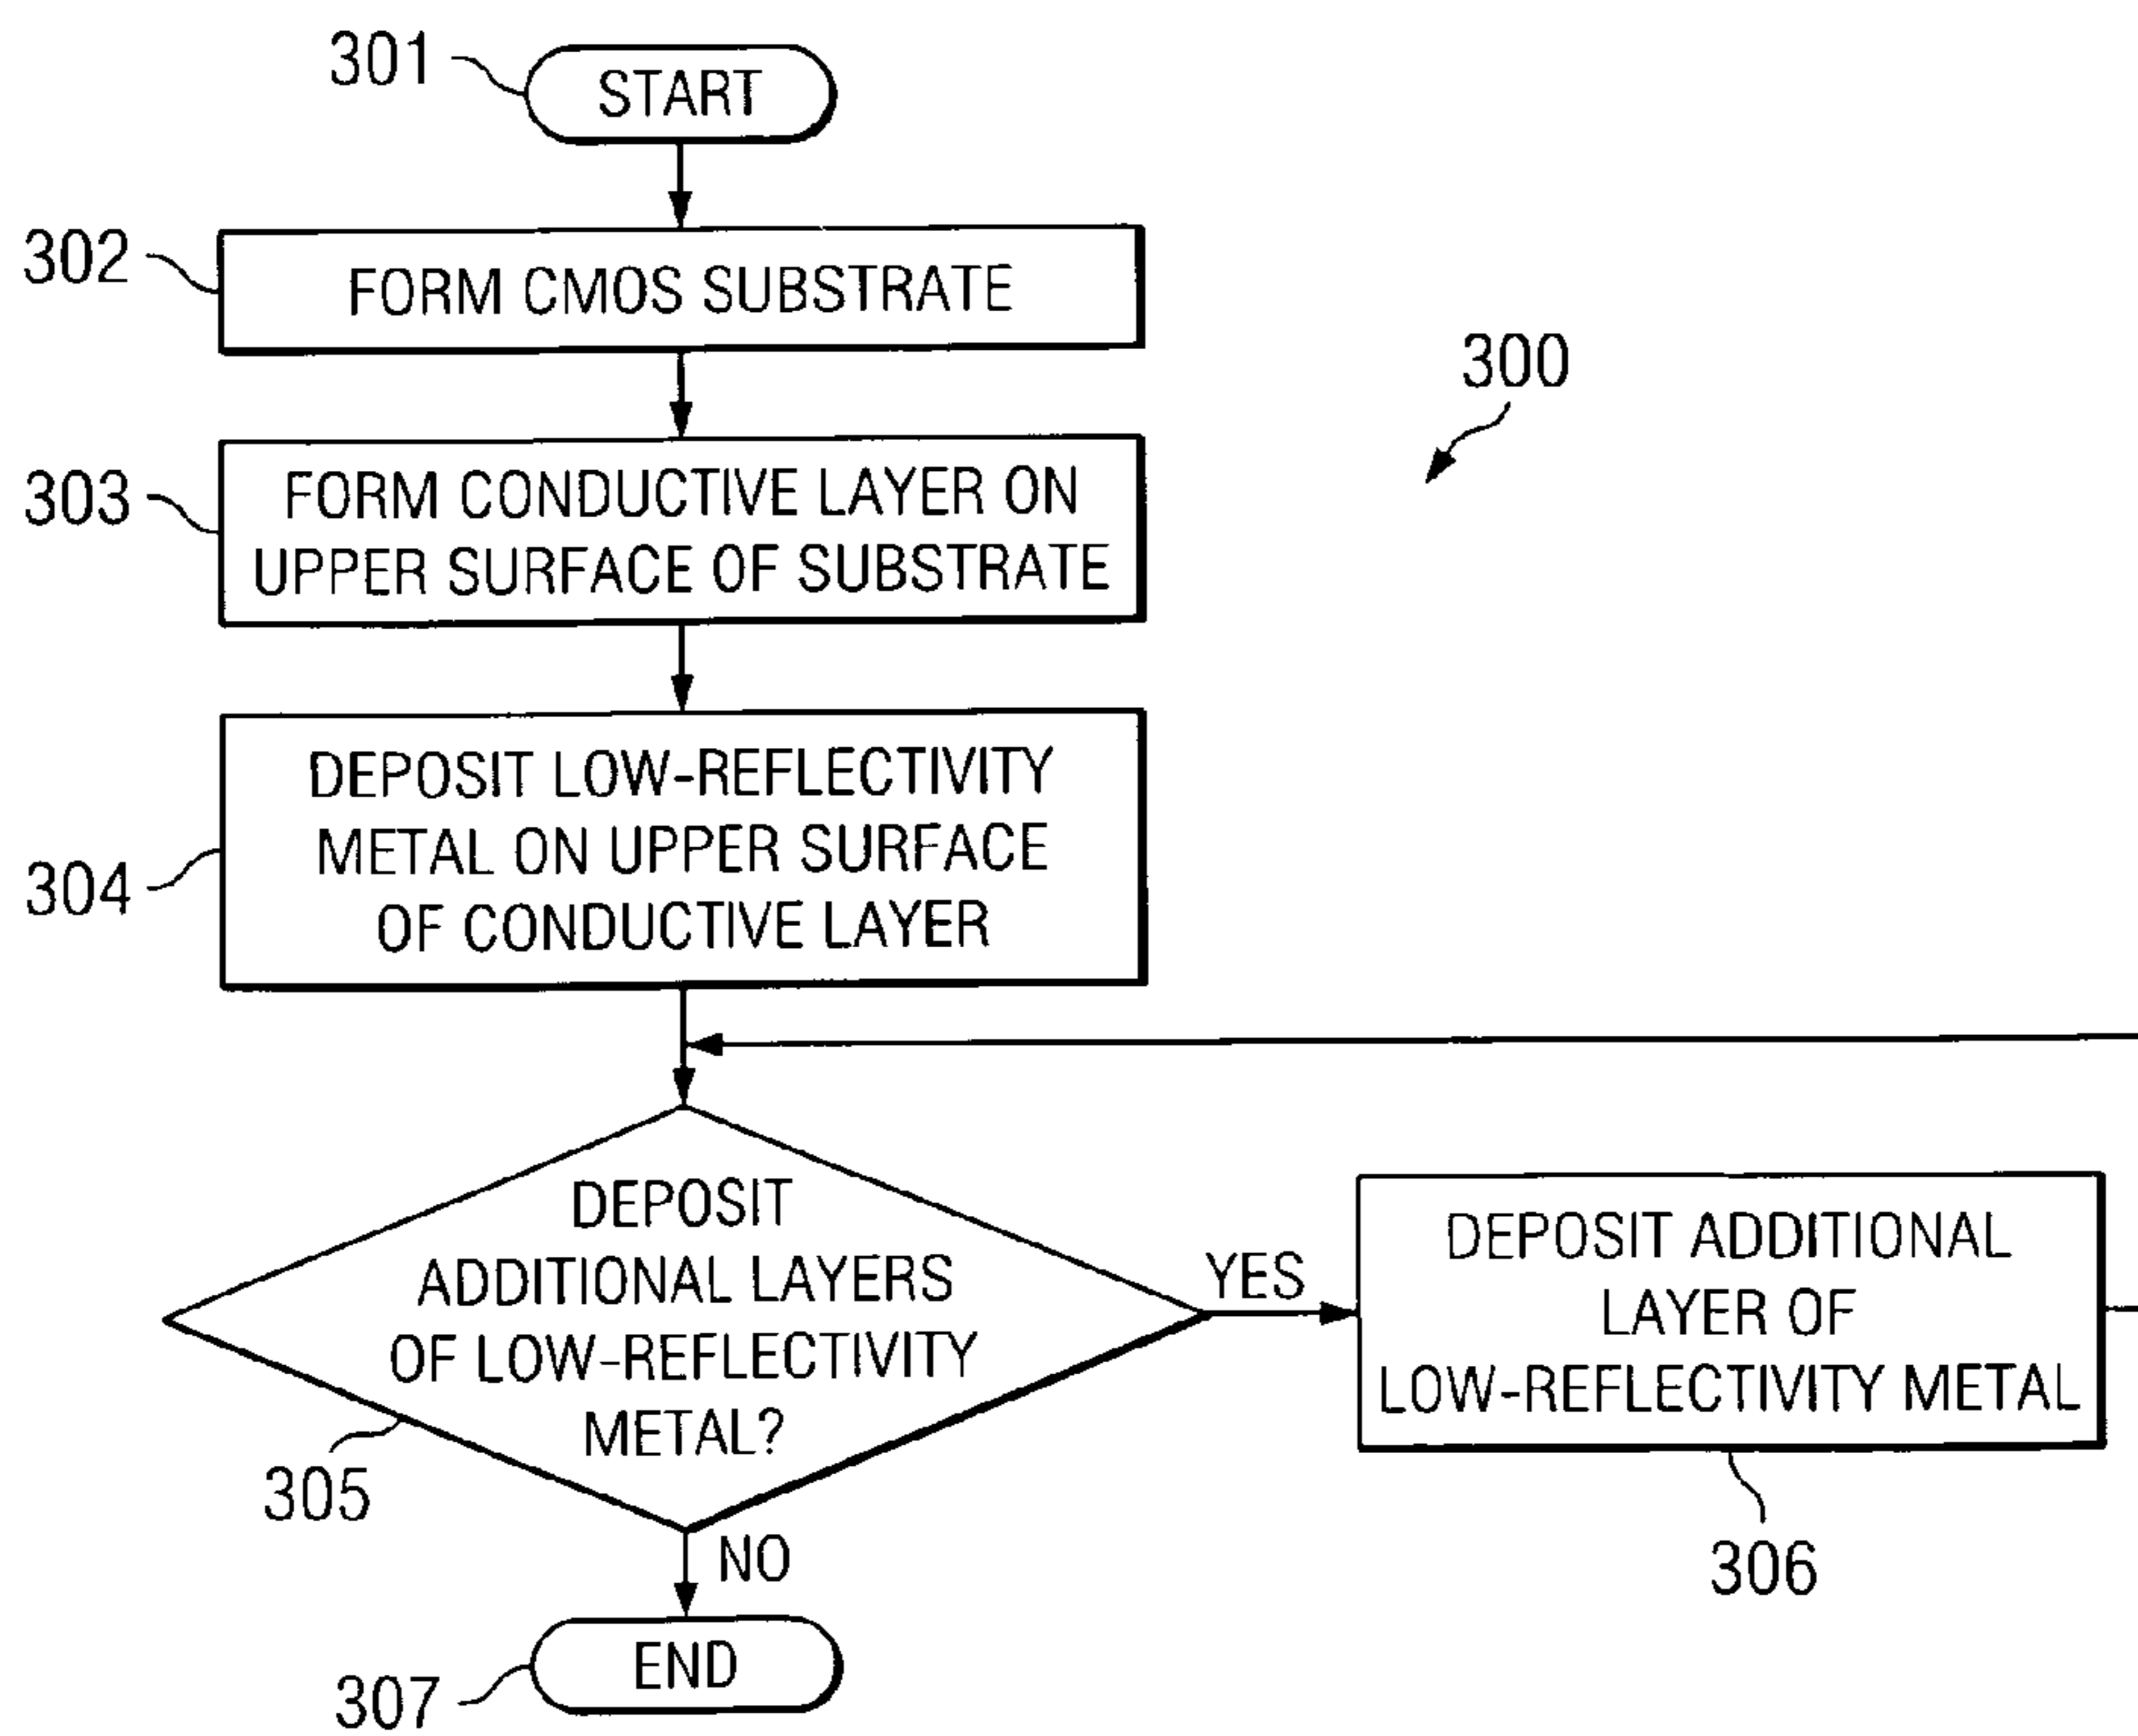 301
START
302
FORM CMOS SUBSTRATE
300
303
FORM CONDUCTIVE LAYER ON
UPPER SURFACE OF SUBSTRATE
304
DEPOSIT LOW-REFLECTIVITY
METAL ON UPPER SURFACE
OF CONDUCTIVE LAYER
DEPOSIT
ADDITIONAL LAYERS
OF LOW-REFLECTIVITY
METAL?
305
YES
DEPOSIT ADDITIONAL
LAYER OF
LOW-REFLECTIVITY METAL
306
NO
END
307